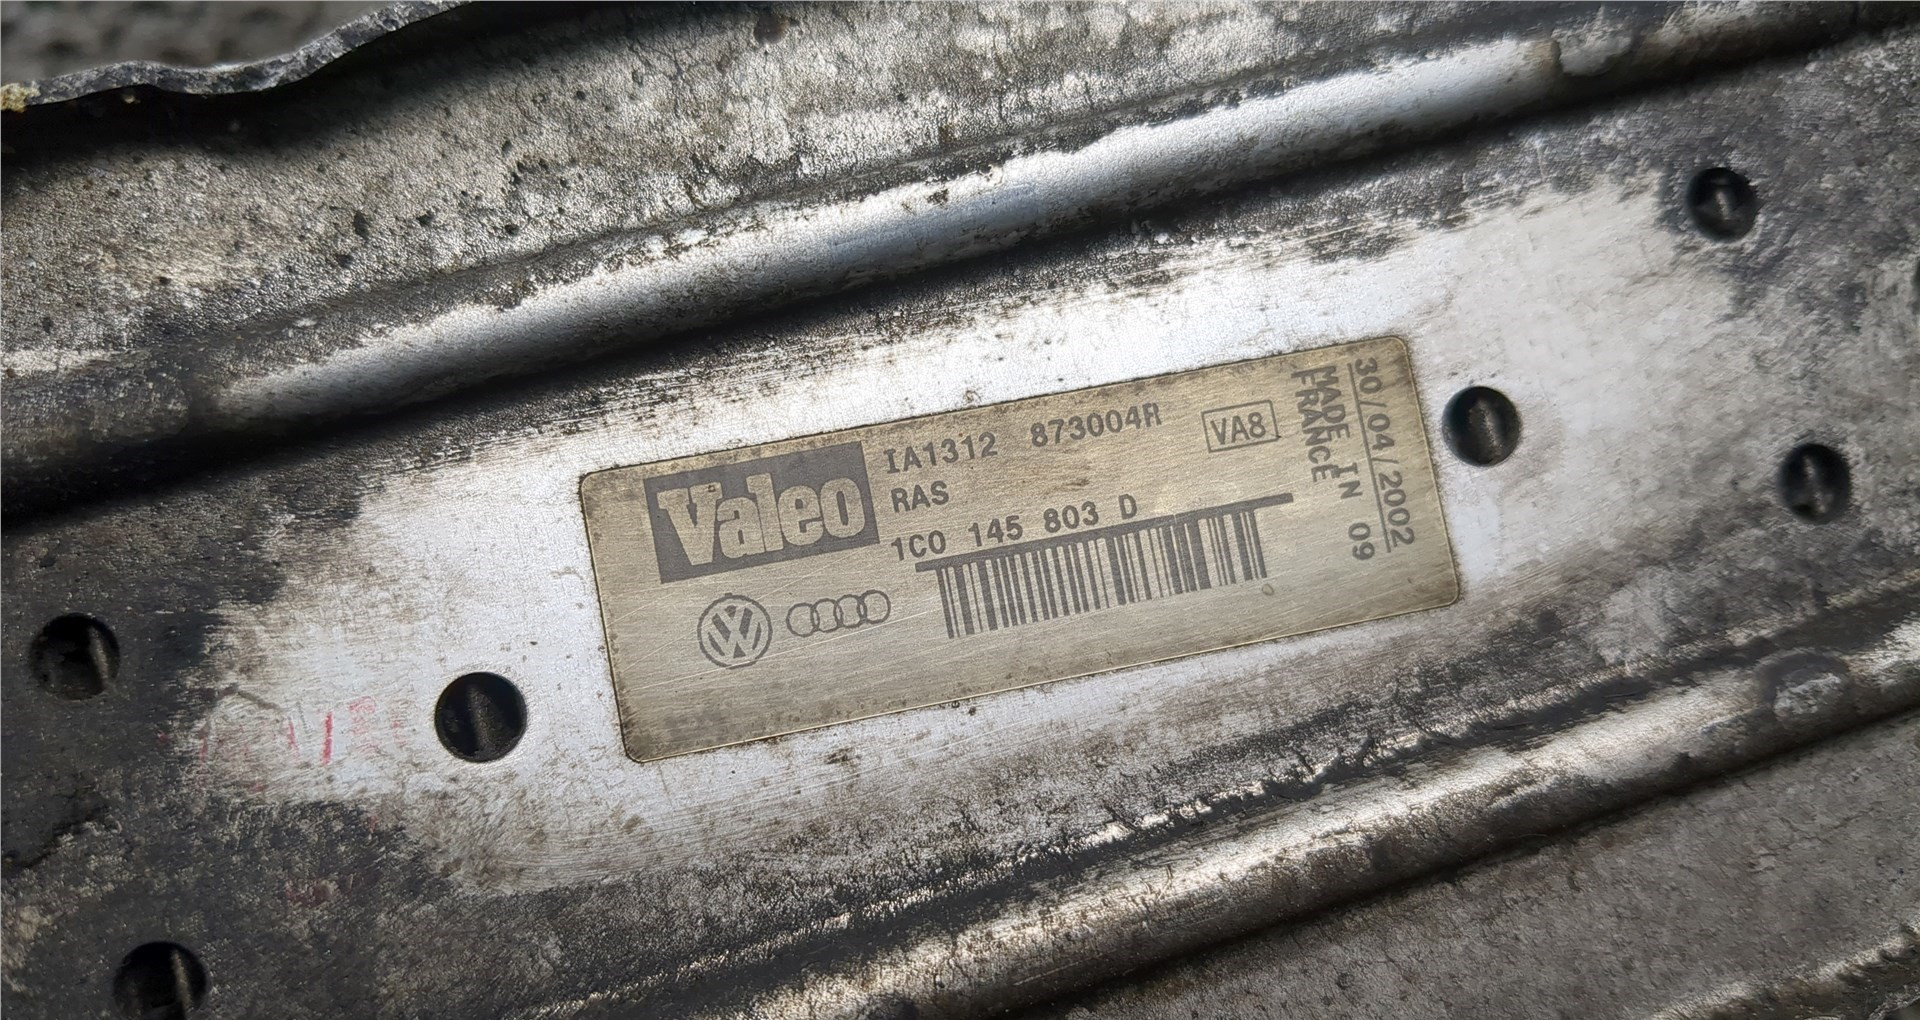 Valeo
IA1312 873004R
RAS
1C0 145 803 D
VA8
30/04/2002
MADE IN 09
FRANCE